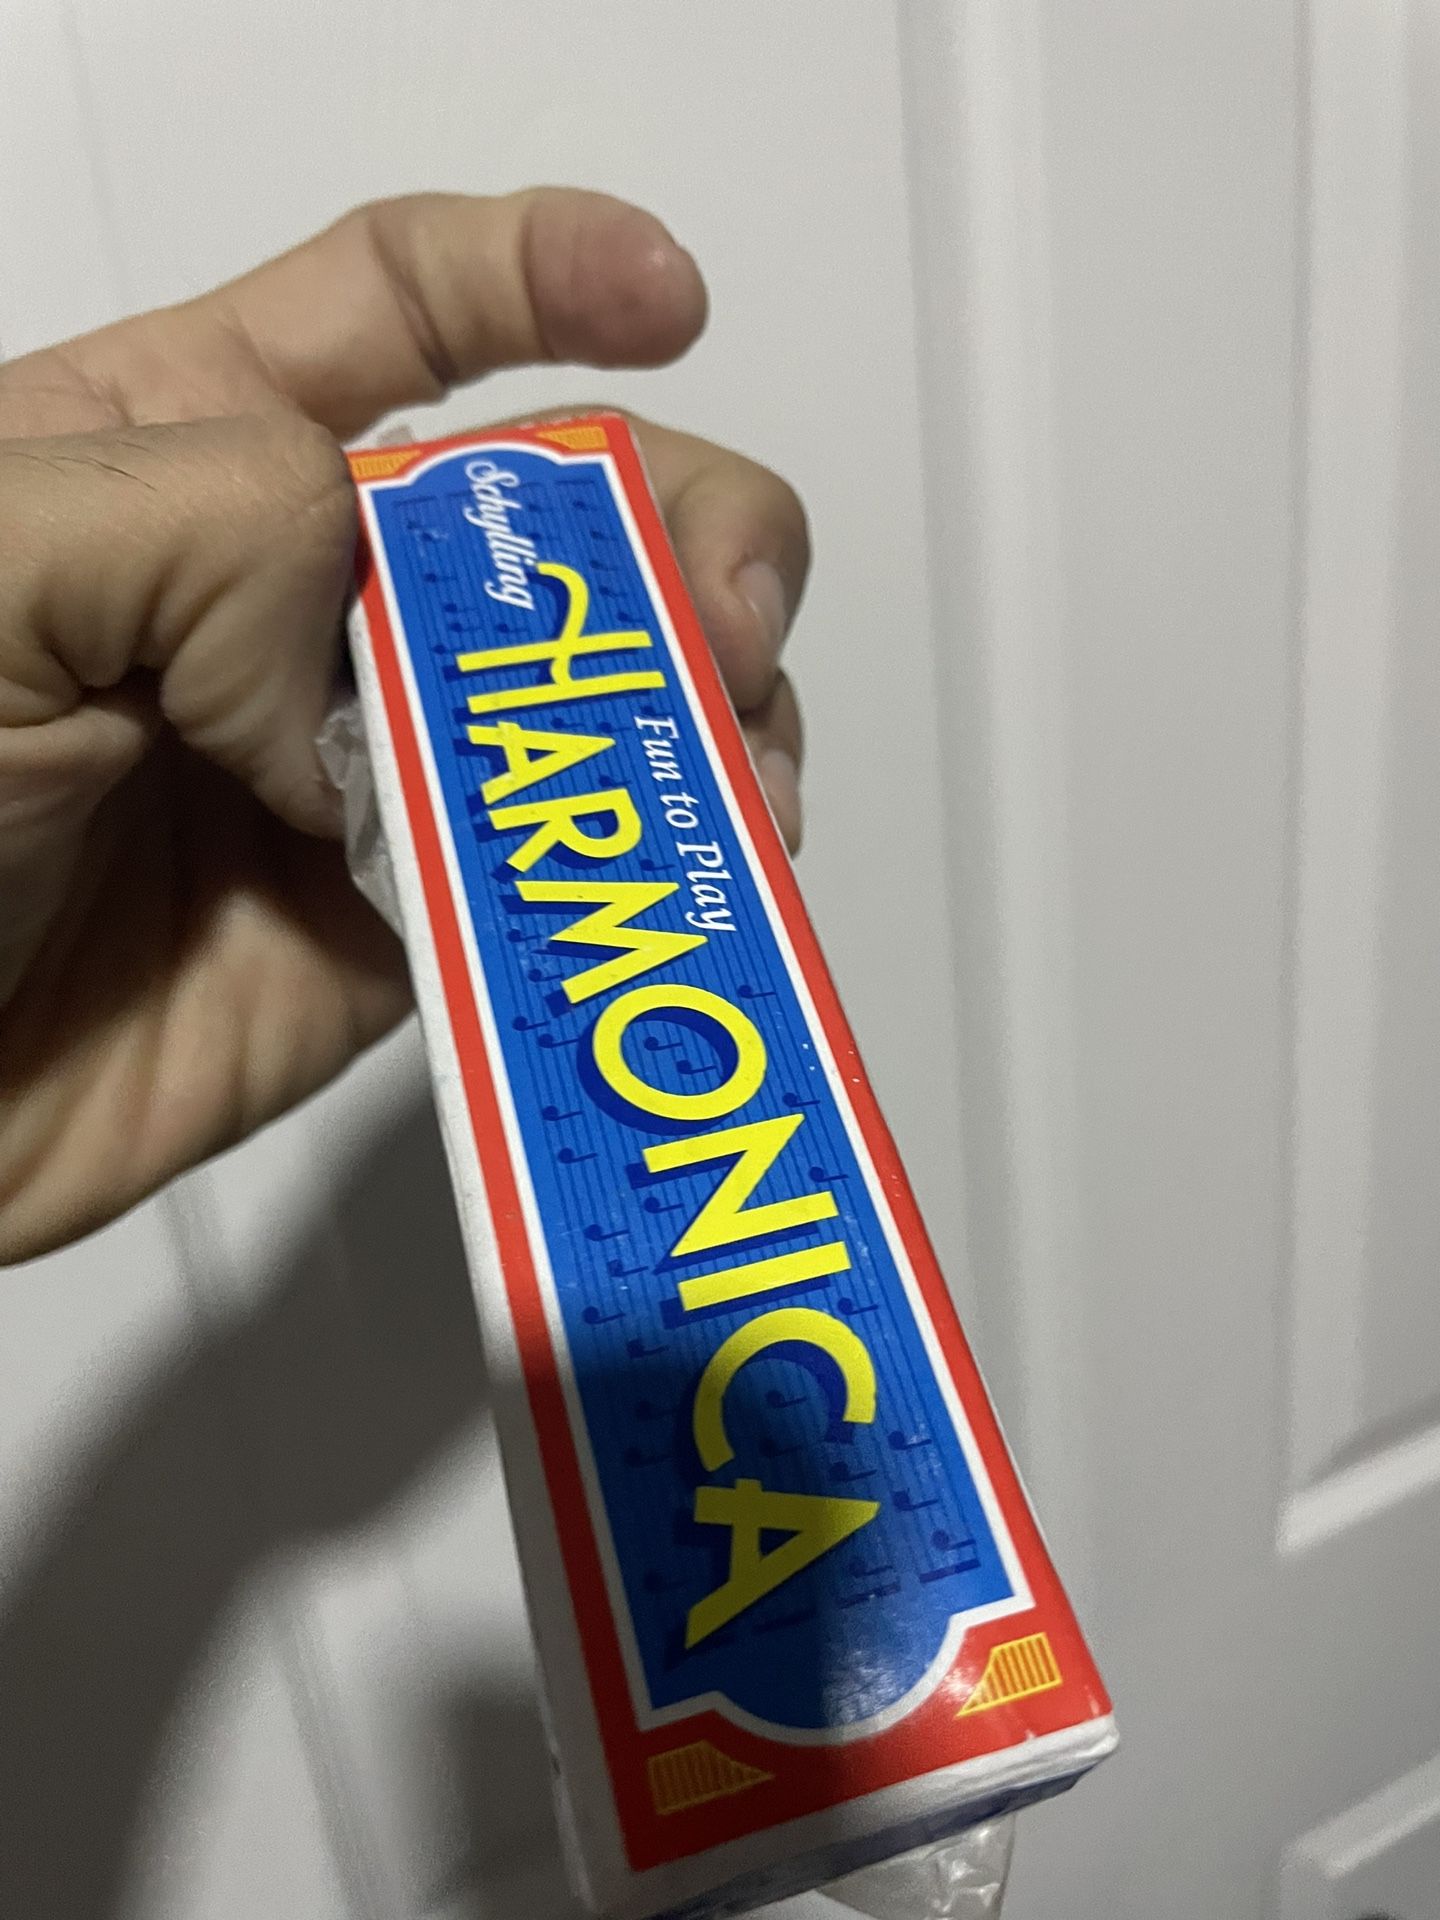 Schylling
Fun to Play
HARMONICA